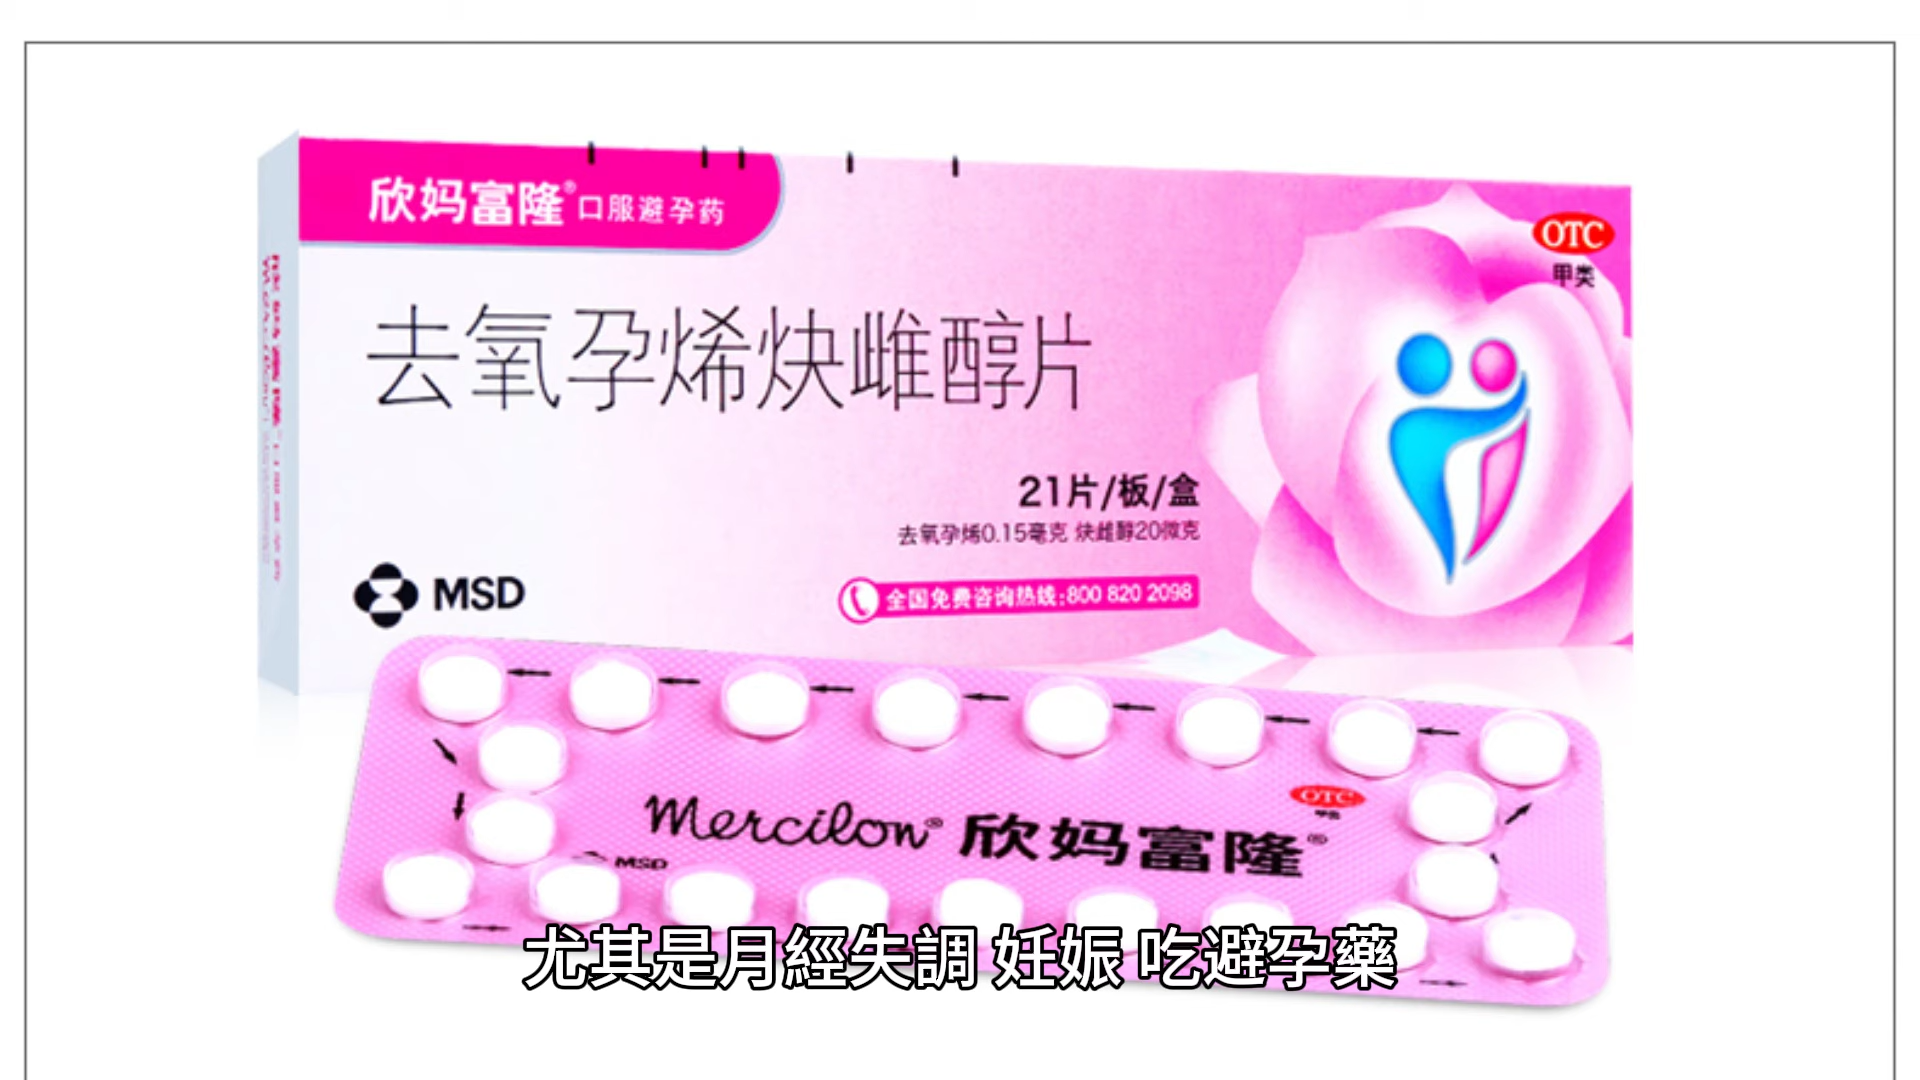 欣妈富隆®口服避孕药
OTC
甲类
去氧孕烯炔雌醇片
21片/板/盒
去氧孕烯0.15毫克 炔雌醇20微克
MSD
全国免费咨询热线:800 820 2098
OTC
Mercilon® 欣妈富隆®
MSD
尤其是月經失調 妊娠 吃避孕藥